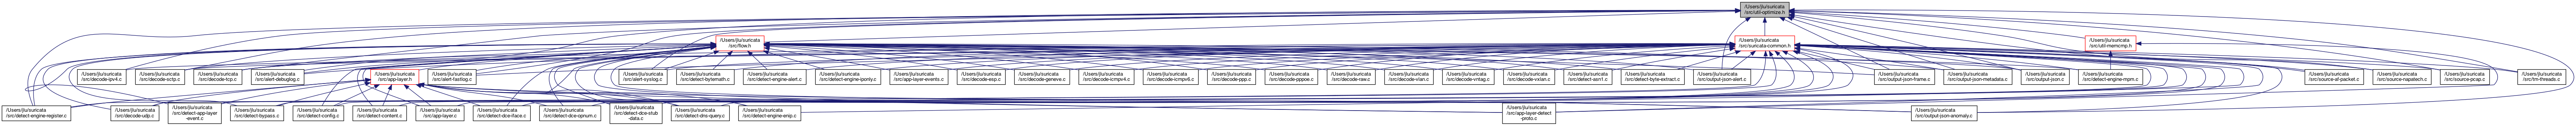 /Users/jlu/suricata
/src/util-optimize.h
/Users/jlu/suricata
/src/flow.h
/Users/jlu/suricata
/src/suricata-common.h
/Users/jlu/suricata
/src/util-memcmp.h
/Users/jlu/suricata
/src/decode-ipv4.c
/Users/jlu/suricata
/src/decode-sctp.c
/Users/jlu/suricata
/src/decode-tcp.c
/Users/jlu/suricata
/src/alert-debuglog.c
/Users/jlu/suricata
/src/app-layer.h
/Users/jlu/suricata
/src/alert-fastlog.c
/Users/jlu/suricata
/src/alert-syslog.c
/Users/jlu/suricata
/src/detect-bytemath.c
/Users/jlu/suricata
/src/detect-engine-alert.c
/Users/jlu/suricata
/src/detect-engine-iponly.c
/Users/jlu/suricata
/src/app-layer-events.c
/Users/jlu/suricata
/src/decode-esp.c
/Users/jlu/suricata
/src/decode-geneve.c
/Users/jlu/suricata
/src/decode-icmpv4.c
/Users/jlu/suricata
/src/decode-icmpv6.c
/Users/jlu/suricata
/src/decode-ppp.c
/Users/jlu/suricata
/src/decode-pppoe.c
/Users/jlu/suricata
/src/decode-raw.c
/Users/jlu/suricata
/src/decode-vlan.c
/Users/jlu/suricata
/src/decode-vntag.c
/Users/jlu/suricata
/src/decode-vxlan.c
/Users/jlu/suricata
/src/detect-asn1.c
/Users/jlu/suricata
/src/detect-byte-extract.c
/Users/jlu/suricata
/src/output-json-alert.c
/Users/jlu/suricata
/src/output-json-frame.c
/Users/jlu/suricata
/src/output-json-metadata.c
/Users/jlu/suricata
/src/output-json.c
/Users/jlu/suricata
/src/detect-engine-mpm.c
/Users/jlu/suricata
/src/source-af-packet.c
/Users/jlu/suricata
/src/source-napatech.c
/Users/jlu/suricata
/src/source-pcap.c
/Users/jlu/suricata
/src/tm-threads.c
/Users/jlu/suricata
/src/detect-engine-register.c
/Users/jlu/suricata
/src/decode-udp.c
/Users/jlu/suricata
/src/detect-app-layer
-event.c
/Users/jlu/suricata
/src/detect-bypass.c
/Users/jlu/suricata
/src/detect-config.c
/Users/jlu/suricata
/src/detect-content.c
/Users/jlu/suricata
/src/app-layer.c
/Users/jlu/suricata
/src/detect-dce-iface.c
/Users/jlu/suricata
/src/detect-dce-opnum.c
/Users/jlu/suricata
/src/detect-dce-stub
-data.c
/Users/jlu/suricata
/src/detect-dns-query.c
/Users/jlu/suricata
/src/detect-engine-enip.c
/Users/jlu/suricata
/src/app-layer-detect
-proto.c
/Users/jlu/suricata
/src/output-json-anomaly.c